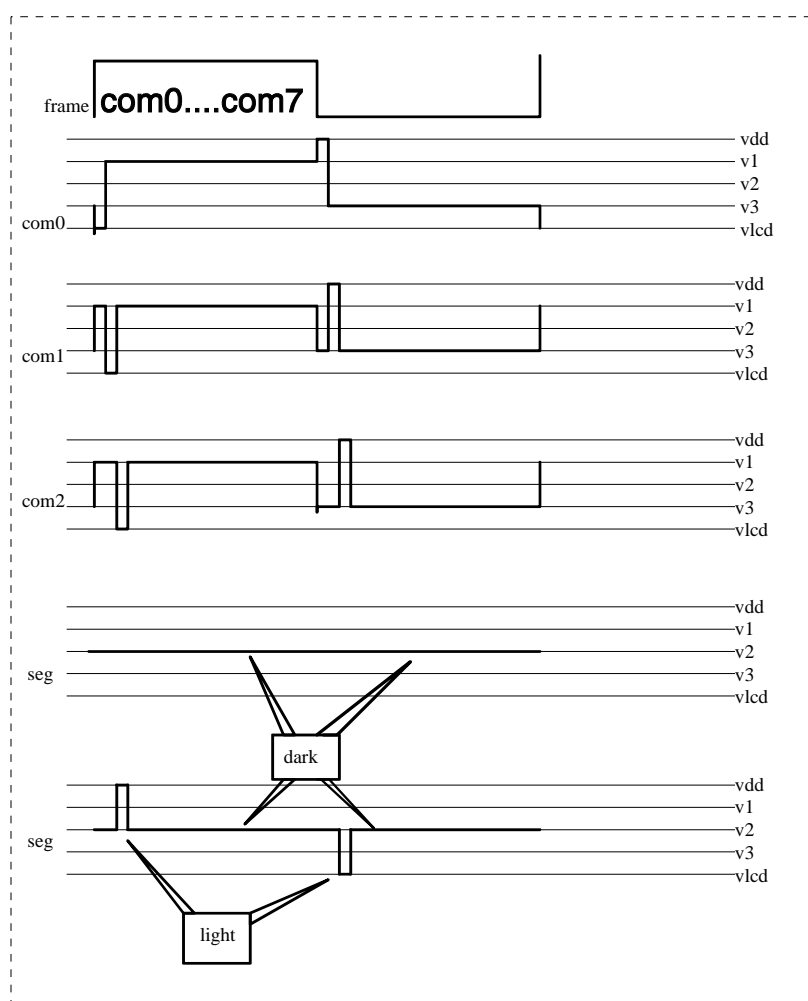 frame com0....com7
vdd
v1
v2
v3
com0 vlcd
vdd
v1
v2
v3
com1
vlcd
vdd
v1
v2
com2 v3
vlcd
vdd
v1
v2
seg v3
vlcd
dark
vdd
v1
v2
seg
v3
vlcd
light